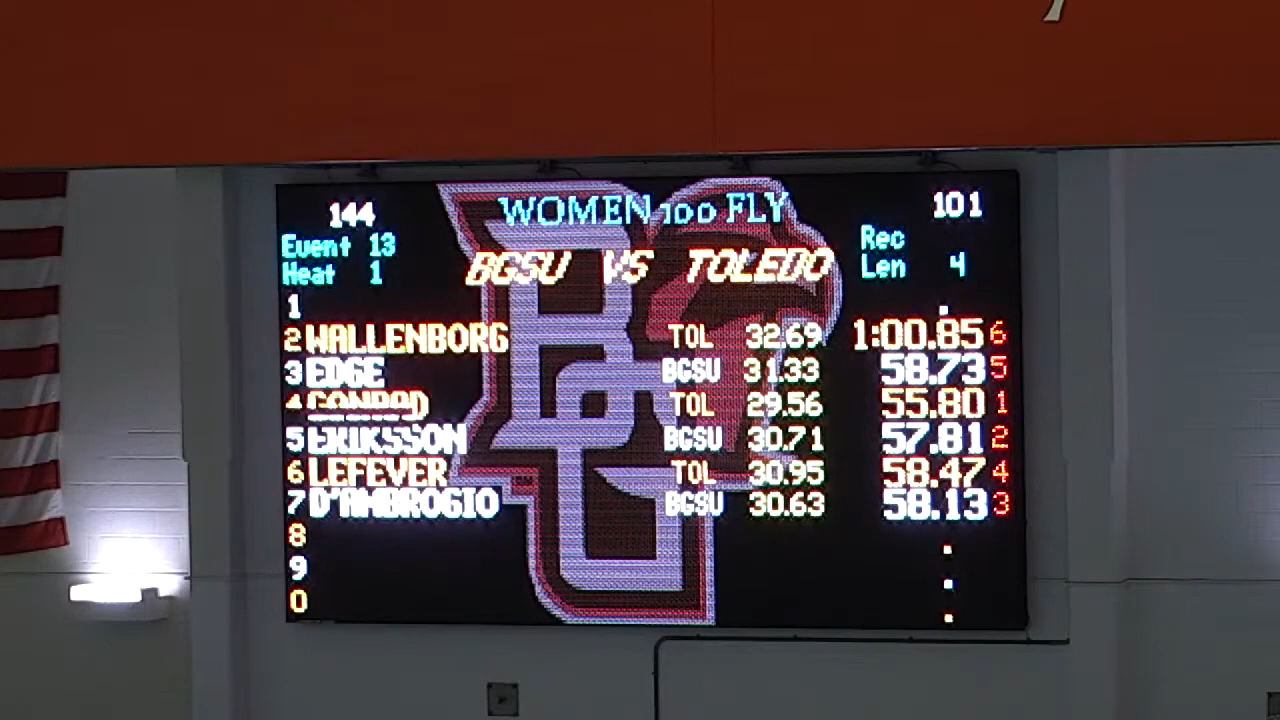 144 WOMEN 100 FLY 101
Event 13 Rec
Heat 1 BGSU VS TOLEDO Len 4
1 .
2 WALLENBORG TOL 32.69 1:00.85 6
3 EDGE BGSU 31.33 58.73 5
4 CONRAD TOL 29.56 55.80 1
5 ERIKSSON BGSU 30.71 57.81 2
6 LEFEVER TOL 30.95 58.47 4
7 D'AMBROGIO BGSU 30.63 58.13 3
8 .
9 .
0 .
BG
SU